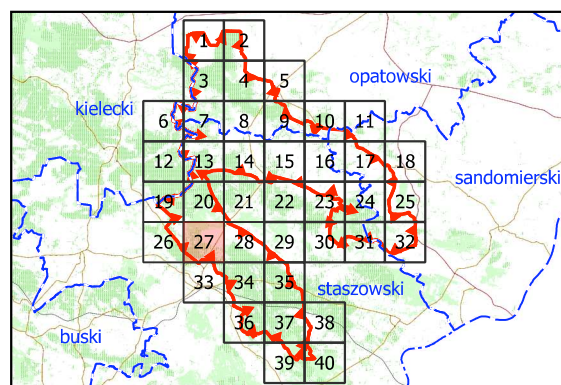 1 2
3 4 5
opatowski
kielecki
6 7 8 9 10 11
12 13 14 15 16 17 18
sandomierski
19 20 21 22 23 24 25
26 27 28 29 30 31 32
33 34 35
staszowski
36 37 38
buski
39 40